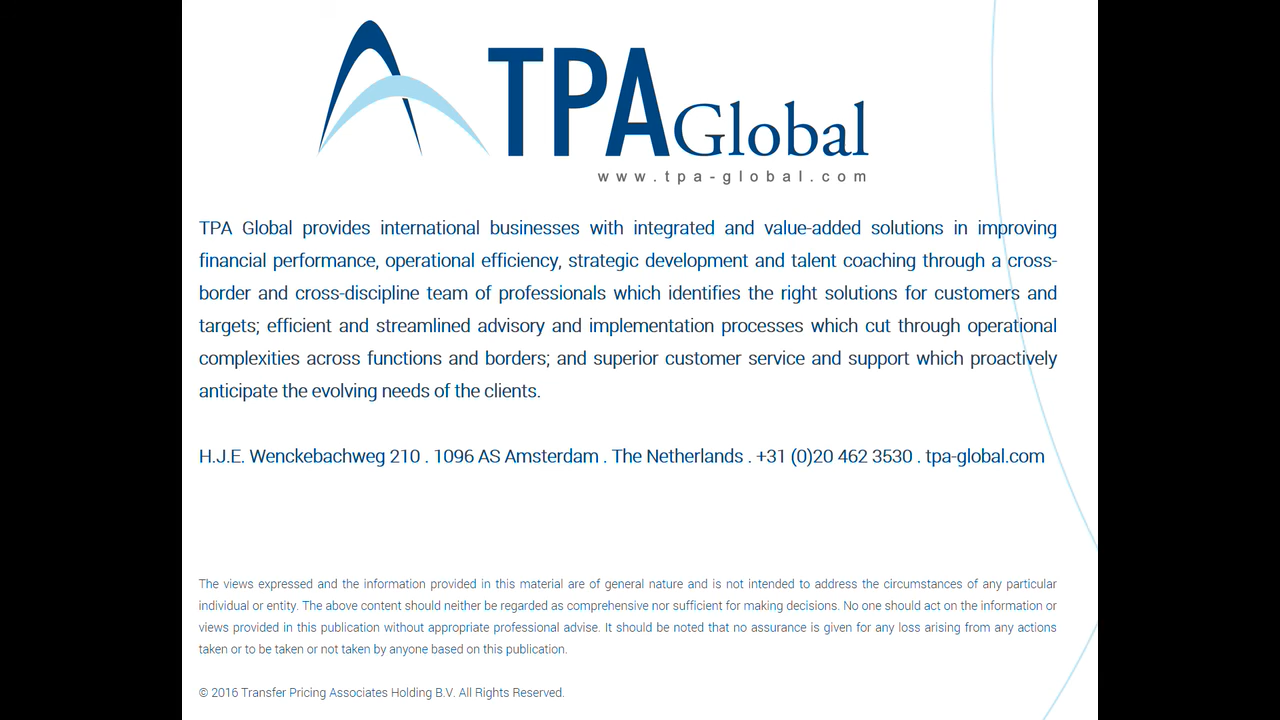 TPA Global
www.tpa-global.com
TPA Global provides international businesses with integrated and value-added solutions in improving
financial performance, operational efficiency, strategic development and talent coaching through a cross-
border and cross-discipline team of professionals which identifies the right solutions for customers and
targets; efficient and streamlined advisory and implementation processes which cut through operational
complexities across functions and borders; and superior customer service and support which proactively
anticipate the evolving needs of the clients.
H.J.E. Wenckebachweg 210 . 1096 AS Amsterdam . The Netherlands . +31 (0)20 462 3530 . tpa-global.com
The views expressed and the information provided in this material are of general nature and is not intended to address the circumstances of any particular
individual or entity. The above content should neither be regarded as comprehensive nor sufficient for making decisions. No one should act on the information or
views provided in this publication without appropriate professional advise. It should be noted that no assurance is given for any loss arising from any actions
taken or to be taken or not taken by anyone based on this publication.
© 2016 Transfer Pricing Associates Holding B.V. All Rights Reserved.